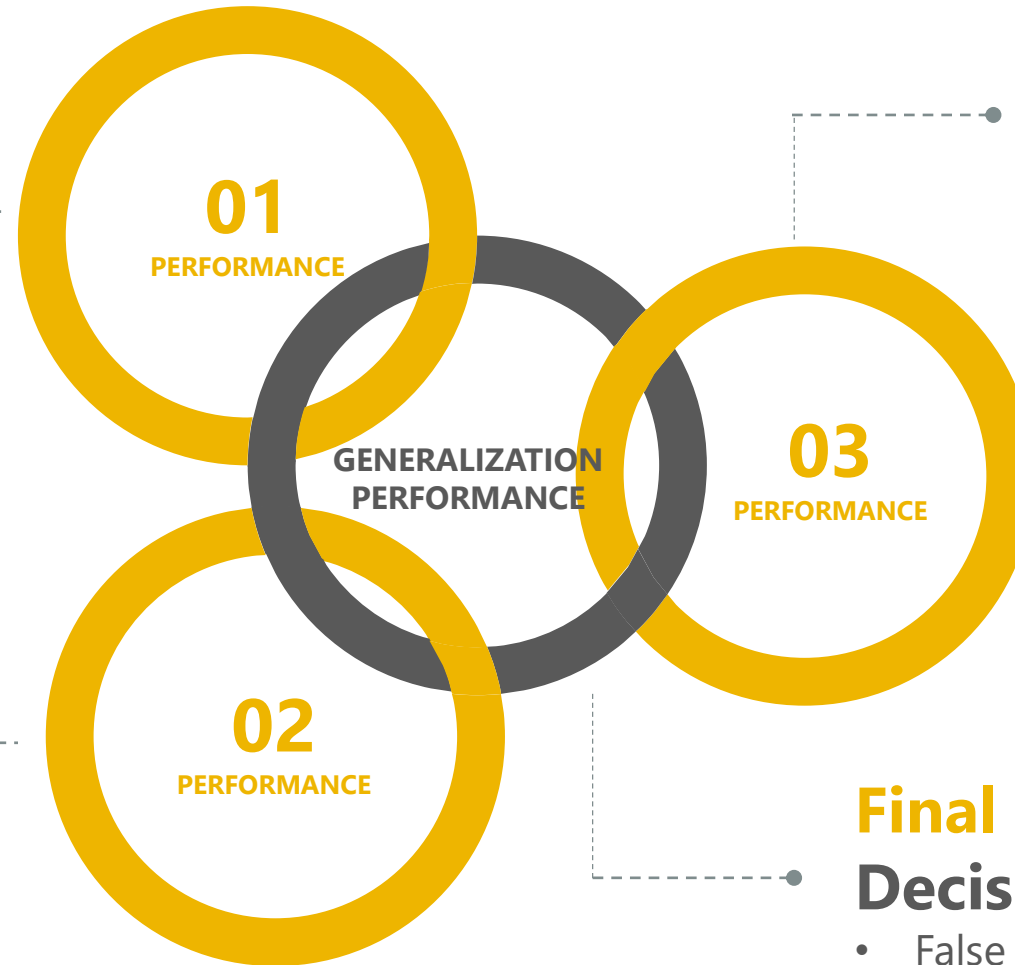 01
PERFORMANCE
GENERALIZATION
PERFORMANCE
03
PERFORMANCE
02
PERFORMANCE
Final
Decis
• False